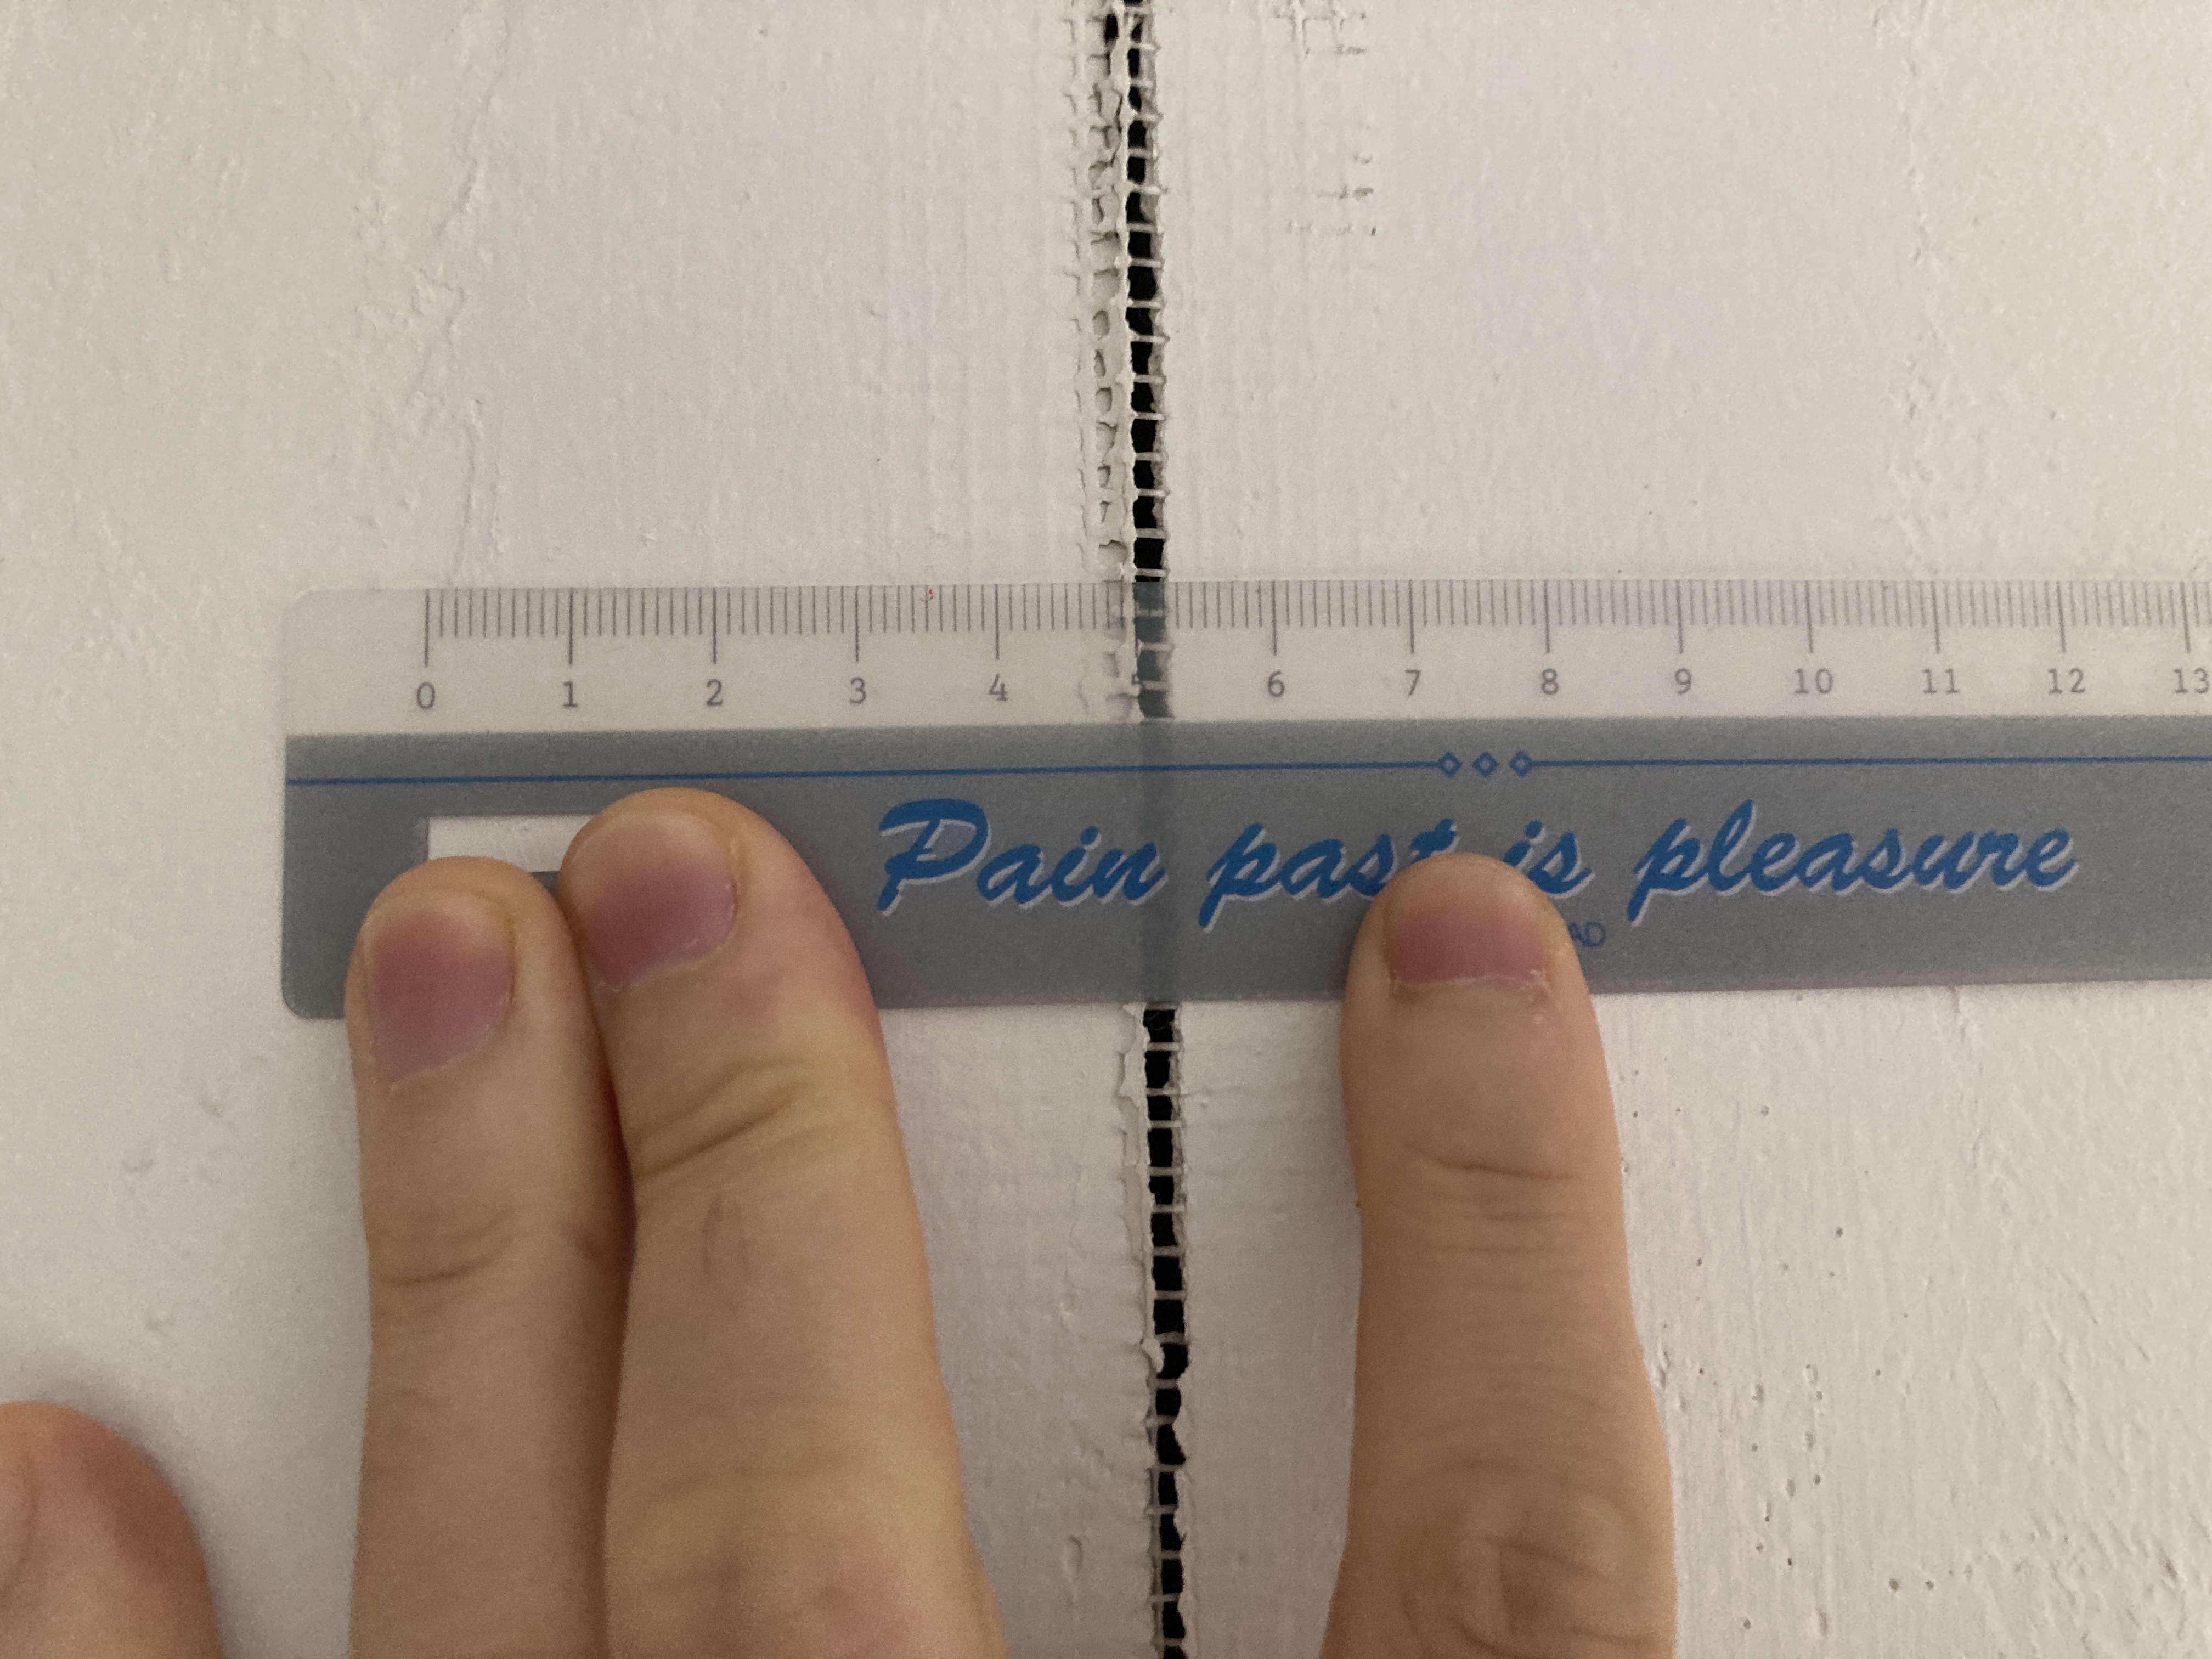 0 1 2 3 4 5 6 7 8 9 10 11 12 13
Pain past is pleasure